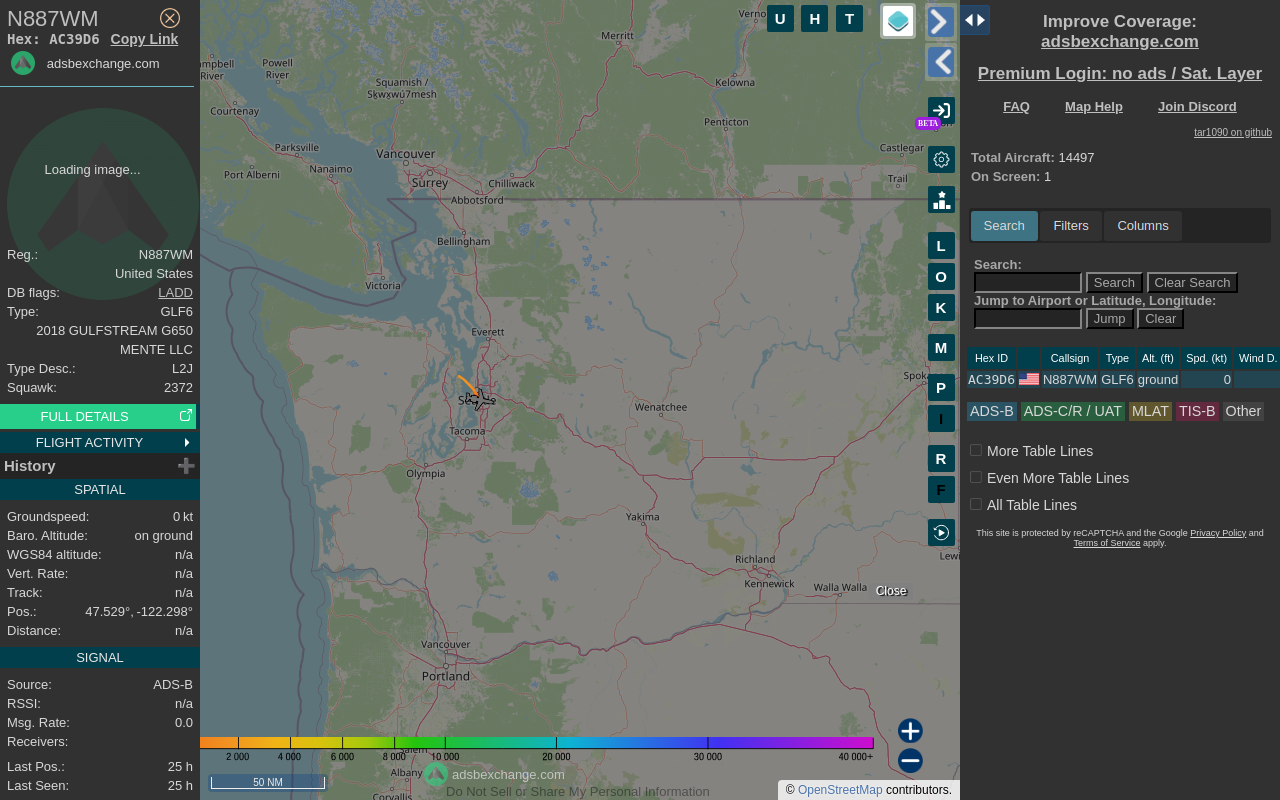 N887WM
Hex: AC39D6 Copy Link
adsbexchange.com
Loading image...
Reg.: N887WM
United States
DB flags: LADD
Type: GLF6
2018 GULFSTREAM G650
MENTE LLC
Type Desc.: L2J
Squawk: 2372
FULL DETAILS
FLIGHT ACTIVITY
History
SPATIAL
Groundspeed: 0 kt
Baro. Altitude: on ground
WGS84 altitude: n/a
Vert. Rate: n/a
Track: n/a
Pos.: 47.529°, -122.298°
Distance: n/a
SIGNAL
Source: ADS-B
RSSI: n/a
Msg. Rate: 0.0
Receivers:
Last Pos.: 25 h
Last Seen: 25 h
Merritt
Powell
River
River
Squamish /
Sḵwx̱wú7mesh
Kelowna
Courtenay
Penticton
Parksville
Vancouver
Castlegar
Port Alberni
Nanaimo
Surrey
Chilliwack
Trail
Abbotsford
Bellingham
Victoria
Everett
Wenatchee
Tacoma
Olympia
Yakima
Richland
Kennewick
Walla Walla
Vancouver
Portland
Albany
Corvallis
U H T
BETA
L
O
K
M
P
I
R
F
Close
2 000 4 000 6 000 8 000 10 000 20 000 30 000 40 000+
50 NM
adsbexchange.com
Do Not Sell or Share My Personal Information
© OpenStreetMap contributors.
Improve Coverage:
adsbexchange.com
Premium Login: no ads / Sat. Layer
FAQ Map Help Join Discord
tar1090 on github
Total Aircraft: 14497
On Screen: 1
Search Filters Columns
Search:
Search Clear Search
Jump to Airport or Latitude, Longitude:
Jump Clear
Hex ID Callsign Type Alt. (ft) Spd. (kt) Wind D.
AC39D6 N887WM GLF6 ground 0
ADS-B ADS-C/R / UAT MLAT TIS-B Other
More Table Lines
Even More Table Lines
All Table Lines
This site is protected by reCAPTCHA and the Google Privacy Policy and
Terms of Service apply.